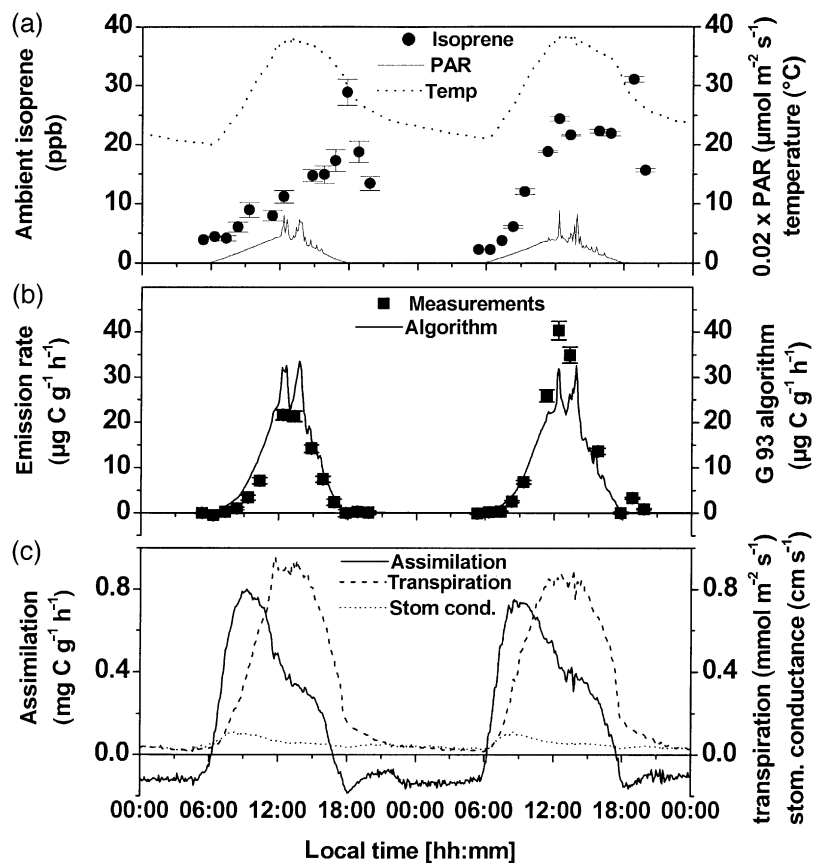 (a)
40
30
20
10
0
Ambient isoprene
(ppb)
Isoprene
PAR
Temp
40
30
20
10
0
0.02 x PAR (µmol m⁻² s⁻¹)
temperature (°C)
(b)
40
30
20
10
0
Emission rate
(µg C g⁻¹ h⁻¹)
Measurements
Algorithm
40
30
20
10
0
G 93 algorithm
(µg C g⁻¹ h⁻¹)
(c)
0.8
0.4
0.0
Assimilation
(mg C g⁻¹ h⁻¹)
Assimilation
Transpiration
Stom cond.
0.8
0.4
0.0
transpiration (mmol m⁻² s⁻¹)
stom. conductance (cm s⁻¹)
00:00 06:00 12:00 18:00 00:00 06:00 12:00 18:00 00:00
Local time [hh:mm]